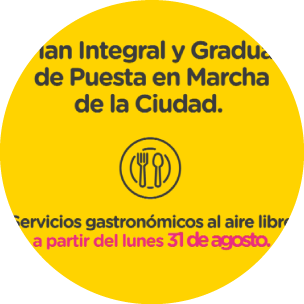 lan Integral y Gradua
de Puesta en Marcha
de la Ciudad.
Servicios gastronómicos al aire libre
a partir del lunes 31 de agosto.